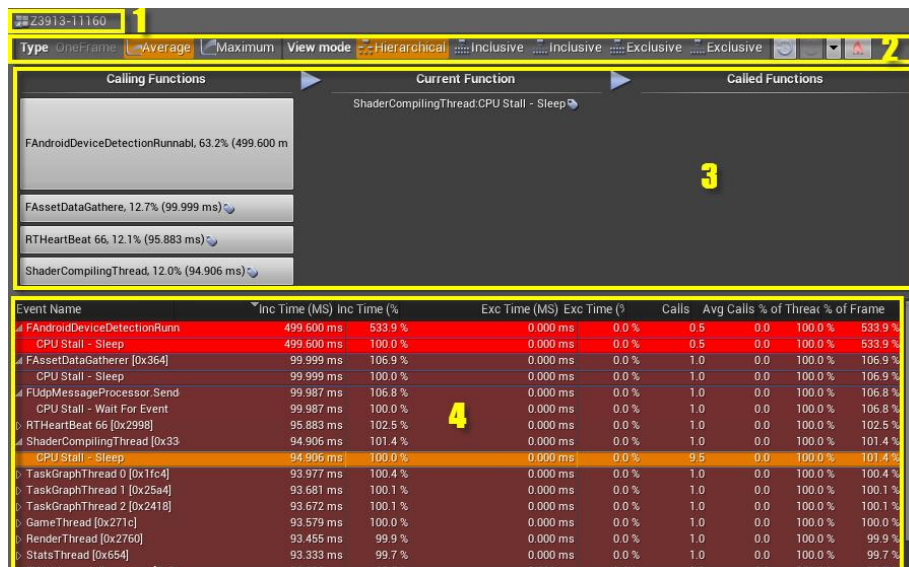 Z3913-11160 1
Type OneFrame Average Maximum View mode Hierarchical Inclusive Inclusive Exclusive Exclusive 2
Calling Functions Current Function Called Functions
ShaderCompilingThread:CPU Stall - Sleep
FAndroidDeviceDetectionRunnabl, 63.2% (499.600 m
3
FAssetDataGathere, 12.7% (99.999 ms)
RTHeartBeat 66, 12.1% (95.883 ms)
ShaderCompilingThread, 12.0% (94.906 ms)
Event Name Inc Time (MS) Inc Time (% Exc Time (MS) Exc Time (% Calls Avg Calls % of Threac % of Frame
FAndroidDeviceDetectionRunn 499.600 ms 533.9 % 0.000 ms 0.0 % 0.5 0.0 100.0 % 533.9 %
CPU Stall - Sleep 499.600 ms 100.0 % 0.000 ms 0.0 % 0.5 0.0 100.0 % 533.9 %
FAssetDataGatherer [0x364] 99.999 ms 106.9 % 0.000 ms 0.0 % 1.0 0.0 100.0 % 106.9 %
CPU Stall - Sleep 99.999 ms 100.0 % 0.000 ms 0.0 % 1.0 0.0 100.0 % 106.9 %
FUdpMessageProcessor.Send 99.987 ms 106.8 % 0.000 ms 0.0 % 1.0 0.0 100.0 % 106.8 %
CPU Stall - Wait For Event 99.987 ms 100.0 % 0.000 ms 0.0 % 1.0 0.0 100.0 % 106.8 %
4
RTHeartBeat 66 [0x2998] 95.883 ms 102.5 % 0.000 ms 0.0 % 1.0 0.0 100.0 % 102.5 %
ShaderCompilingThread [0x33 94.906 ms 101.4 % 0.000 ms 0.0 % 1.0 0.0 100.0 % 101.4 %
CPU Stall - Sleep 94.906 ms 100.0 % 0.000 ms 0.0 % 9.5 0.0 100.0 % 101.4 %
TaskGraphThread 0 [0x1fc4] 93.977 ms 100.4 % 0.000 ms 0.0 % 1.0 0.0 100.0 % 100.4 %
TaskGraphThread 1 [0x25a4] 93.681 ms 100.1 % 0.000 ms 0.0 % 1.0 0.0 100.0 % 100.1 %
TaskGraphThread 2 [0x2418] 93.672 ms 100.1 % 0.000 ms 0.0 % 1.0 0.0 100.0 % 100.1 %
GameThread [0x271c] 93.579 ms 100.0 % 0.000 ms 0.0 % 1.0 0.0 100.0 % 100.0 %
RenderThread [0x2760] 93.455 ms 99.9 % 0.000 ms 0.0 % 1.0 0.0 100.0 % 99.9 %
StatsThread [0x654] 93.333 ms 99.7 % 0.000 ms 0.0 % 1.0 0.0 100.0 % 99.7 %